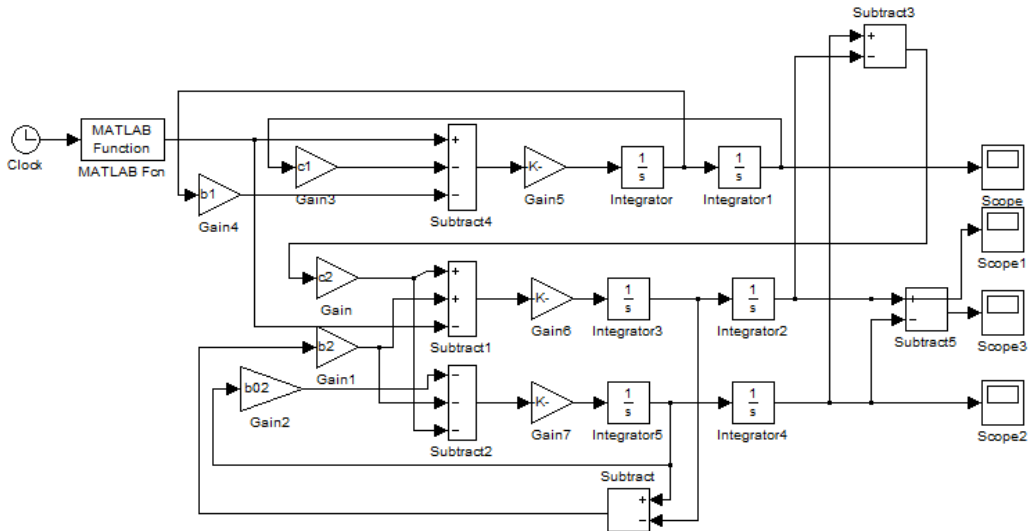 Subtract3
+
−
Clock
MATLAB
Function
MATLAB Fcn
+
−
−
Subtract4
c1
Gain3
b1
Gain4
K-
Gain5
1
s
Integrator
1
s
Integrator1
Scope
Scope1
c2
Gain
+
+
−
Subtract1
K-
Gain6
1
s
Integrator3
1
s
Integrator2
+
−
Subtract5
Scope3
b2
Gain1
b02
Gain2
−
−
−
Subtract2
K-
Gain7
1
s
Integrator5
1
s
Integrator4
Scope2
Subtract
+
−